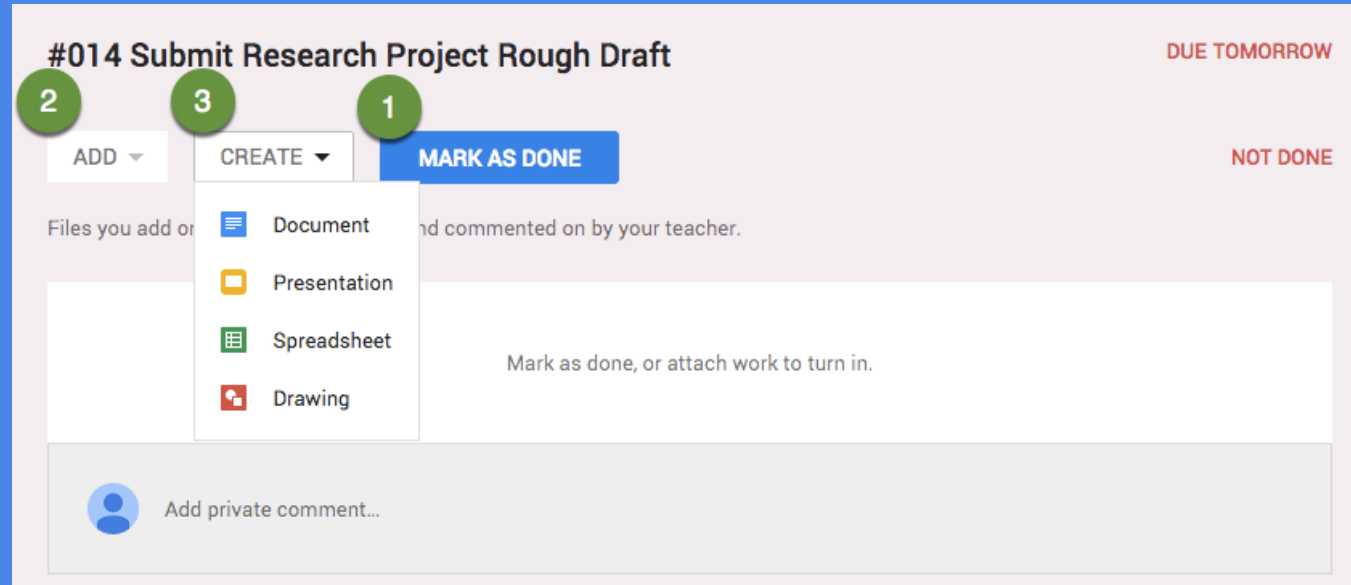 #014 Submit Research Project Rough Draft
DUE TOMORROW
2
3
1
ADD
CREATE
MARK AS DONE
NOT DONE
Files you add or
nd commented on by your teacher.
Document
Presentation
Spreadsheet
Drawing
Mark as done, or attach work to turn in.
Add private comment...